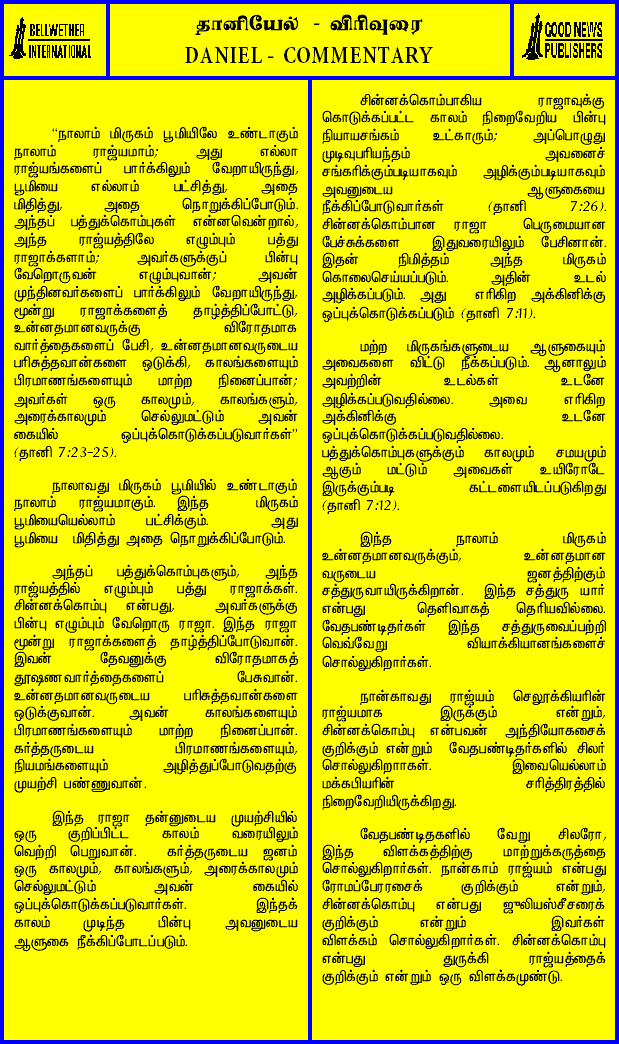 BELLWETHER
INTERNATIONAL
தானியேல் - விரிவுரை
DANIEL - COMMENTARY
GOOD NEWS
PUBLISHERS
“நாலாம் மிருகம் பூமியிலே உண்டாகும்
நாலாம் ராஜ்யமாம்; அது எல்லா
ராஜ்யங்களைப் பார்க்கிலும் வேறாயிருந்து,
பூமியை எல்லாம் பட்சித்து, அதை
மிதித்து, அதை நொறுக்கிப்போடும்.
அந்தப் பத்துக்கொம்புகள் என்னவென்றால்,
அந்த ராஜ்யத்திலே எழும்பும் பத்து
ராஜாக்களாம்; அவர்களுக்குப் பின்பு
வேறொருவன் எழும்புவான்; அவன்
முந்தினவர்களைப் பார்க்கிலும் வேறாயிருந்து,
மூன்று ராஜாக்களைத் தாழ்த்திப்போட்டு,
உன்னதமானவருக்கு விரோதமாக
வார்த்தைகளைப் பேசி, உன்னதமானவருடைய
பரிசுத்தவான்களை ஒடுக்கி, காலங்களையும்
பிரமாணங்களையும் மாற்ற நினைப்பான்;
அவர்கள் ஒரு காலமும், காலங்களும்,
அரைக்காலமும் செல்லுமட்டும் அவன்
கையில் ஒப்புக்கொடுக்கப்படுவார்கள்”
(தானி 7:23-25).
நாலாவது மிருகம் பூமியில் உண்டாகும்
நாலாம் ராஜ்யமாகும். இந்த மிருகம்
பூமியையெல்லாம் பட்சிக்கும். அது
பூமியை மிதித்து அதை நொறுக்கிப்போடும்.
அந்தப் பத்துக்கொம்புகளும், அந்த
ராஜ்யத்தில் எழும்பும் பத்து ராஜாக்கள்.
சின்னக்கொம்பு என்பது, அவர்களுக்கு
பின்பு எழும்பும் வேறொரு ராஜா. இந்த ராஜா
மூன்று ராஜாக்களைத் தாழ்த்திப்போடுவான்.
இவன் தேவனுக்கு விரோதமாகத்
தூஷணவார்த்தைகளைப் பேசுவான்.
உன்னதமானவருடைய பரிசுத்தவான்களை
ஒடுக்குவான். அவன் காலங்களையும்
பிரமாணங்களையும் மாற்ற நினைப்பான்.
கர்த்தருடைய பிரமாணங்களையும்,
நியமங்களையும் அழித்துப்போடுவதற்கு
முயற்சி பண்ணுவான்.
இந்த ராஜா தன்னுடைய முயற்சியில்
ஒரு குறிப்பிட்ட காலம் வரையிலும்
வெற்றி பெறுவான். கர்த்தருடைய ஜனம்
ஒரு காலமும், காலங்களும், அரைக்காலமும்
செல்லுமட்டும் அவன் கையில்
ஒப்புக்கொடுக்கப்படுவார்கள். இந்தக்
காலம் முடிந்த பின்பு அவனுடைய
ஆளுகை நீக்கிப்போடப்படும்.
சின்னக்கொம்பாகிய ராஜாவுக்கு
கொடுக்கப்பட்ட காலம் நிறைவேறிய பின்பு
நியாயசங்கம் உட்காரும்; அப்பொழுது
முடிவுபரியந்தம் அவனைச்
சங்கரிக்கும்படியாகவும் அழிக்கும்படியாகவும்
அவனுடைய ஆளுகையை
நீக்கிப்போடுவார்கள் (தானி 7:26).
சின்னக்கொம்பான ராஜா பெருமையான
பேச்சுக்களை இதுவரையிலும் பேசினான்.
இதன் நிமித்தம் அந்த மிருகம்
கொலைசெய்யப்படும். அதின் உடல்
அழிக்கப்படும். அது எரிகிற அக்கினிக்கு
ஒப்புக்கொடுக்கப்படும் (தானி 7:11).
மற்ற மிருகங்களுடைய ஆளுகையும்
அவைகளை விட்டு நீக்கப்படும். ஆனாலும்
அவற்றின் உடல்கள் உடனே
அழிக்கப்படுவதில்லை. அவை எரிகிற
அக்கினிக்கு உடனே
ஒப்புக்கொடுக்கப்படுவதில்லை.
பத்துக்கொம்புகளுக்கும் காலமும் சமயமும்
ஆகும் மட்டும் அவைகள் உயிரோடே
இருக்கும்படி கட்டளையிடப்படுகிறது
(தானி 7:12).
இந்த நாலாம் மிருகம்
உன்னதமானவருக்கும், உன்னதமான
வருடைய ஜனத்திற்கும்
சத்துருவாயிருக்கிறான். இந்த சத்துரு யார்
என்பது தெளிவாகத் தெரியவில்லை.
வேதபண்டிதர்கள் இந்த சத்துருவைப்பற்றி
வெவ்வேறு வியாக்கியானங்களைச்
சொல்லுகிறார்கள்.
நான்காவது ராஜ்யம் செலூக்கியரின்
ராஜ்யமாக இருக்கும் என்றும்,
சின்னக்கொம்பு என்பவன் அந்தியோகசைக்
குறிக்கும் என்றும் வேதபண்டிதர்களில் சிலர்
சொல்லுகிறாாகள். இவையெல்லாம்
மக்கபியரின் சரித்திரத்தில்
நிறைவேறியிருக்கிறது.
வேதபண்டிதகளில் வேறு சிலரோ,
இந்த விளக்கத்திற்கு மாற்றுக்கருத்தை
சொல்லுகிறார்கள். நான்காம் ராஜ்யம் என்பது
ரோமப்பேரரசைக் குறிக்கும் என்றும்,
சின்னக்கொம்பு என்பது ஜுலியஸ்சீசரைக்
குறிக்கும் என்றும் இவர்கள்
விளக்கம் சொல்லுகிறார்கள். சின்னக்கொம்பு
என்பது துருக்கி ராஜ்யத்தைக்
குறிக்கும் என்றும் ஒரு விளக்கமுண்டு.